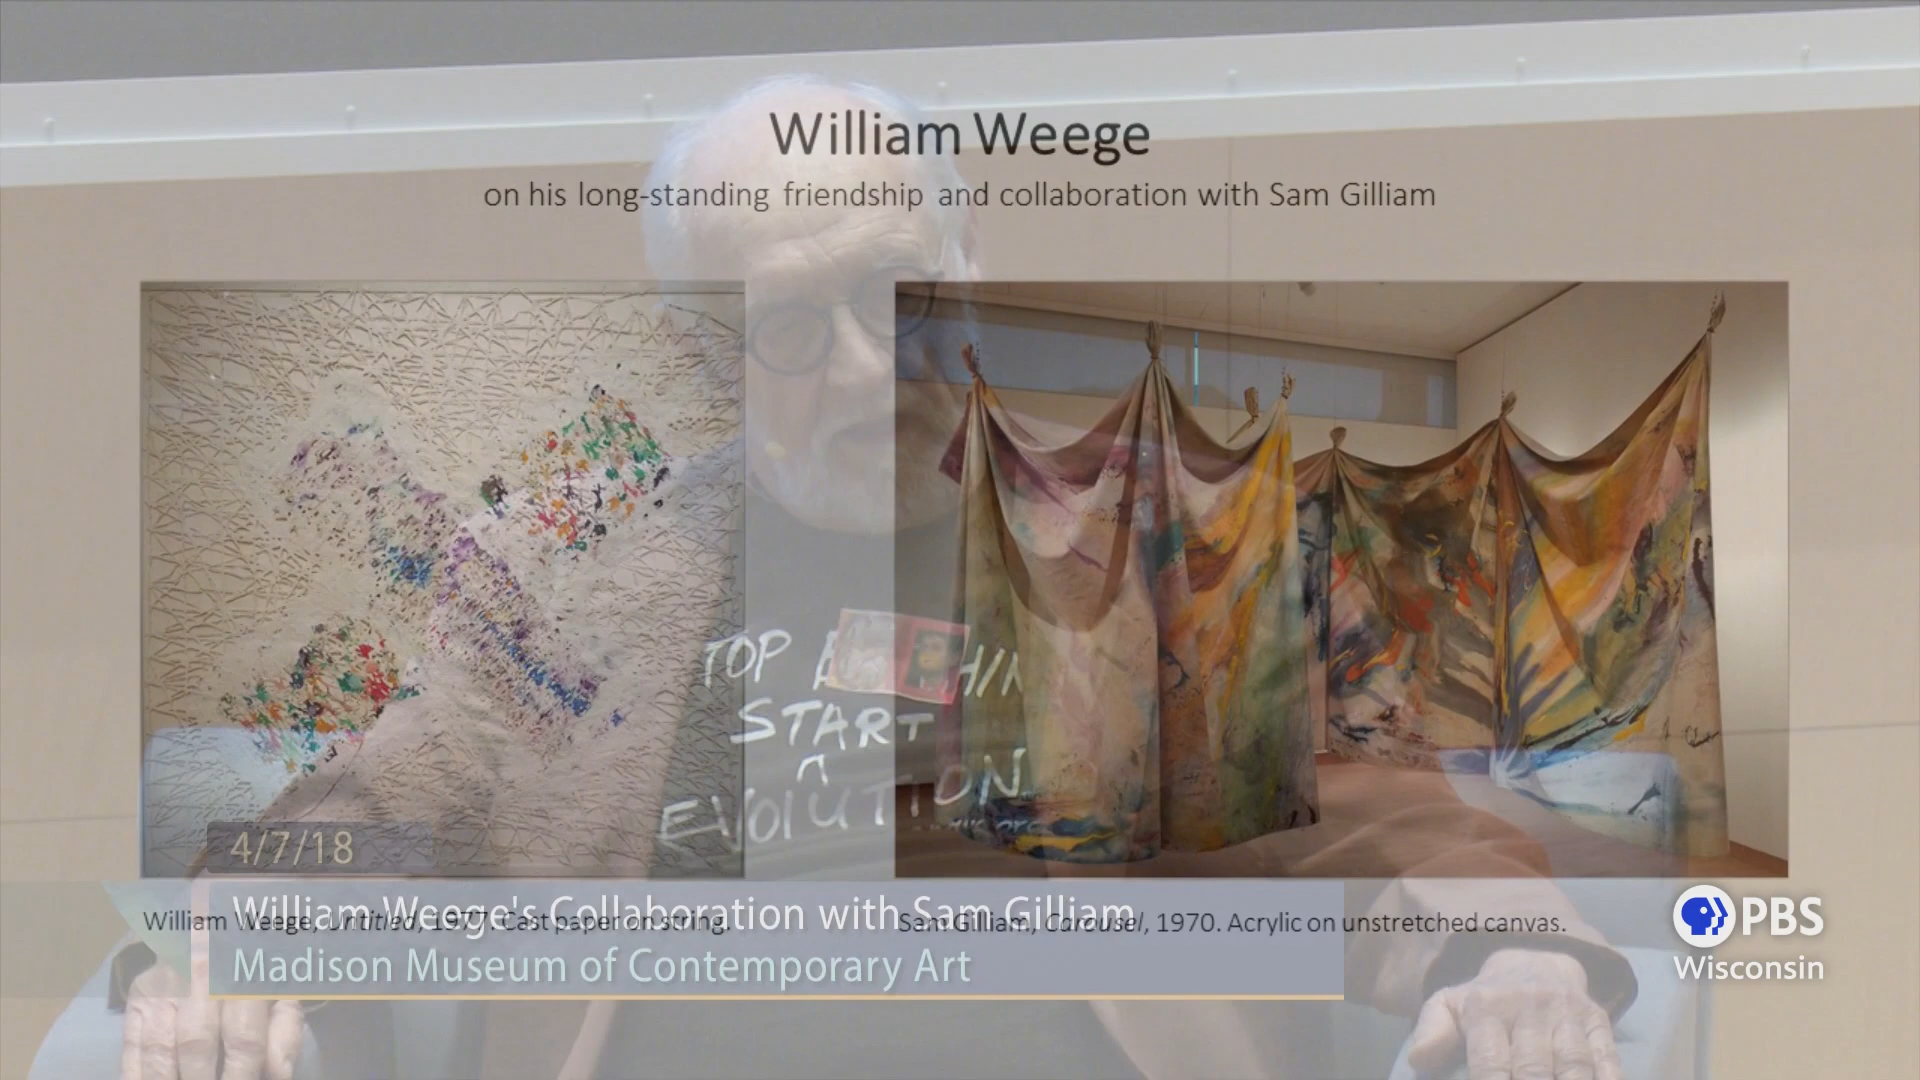 William Weege
on his long-standing friendship and collaboration with Sam Gilliam
TOP
START
A
EVOLUTION
4/7/18
William Weege's Collaboration with Sam Gilliam
William Weege, Untitled, 1977. Cast paper on string.
Sam Gilliam, Carousel, 1970. Acrylic on unstretched canvas.
Madison Museum of Contemporary Art
PBS
Wisconsin